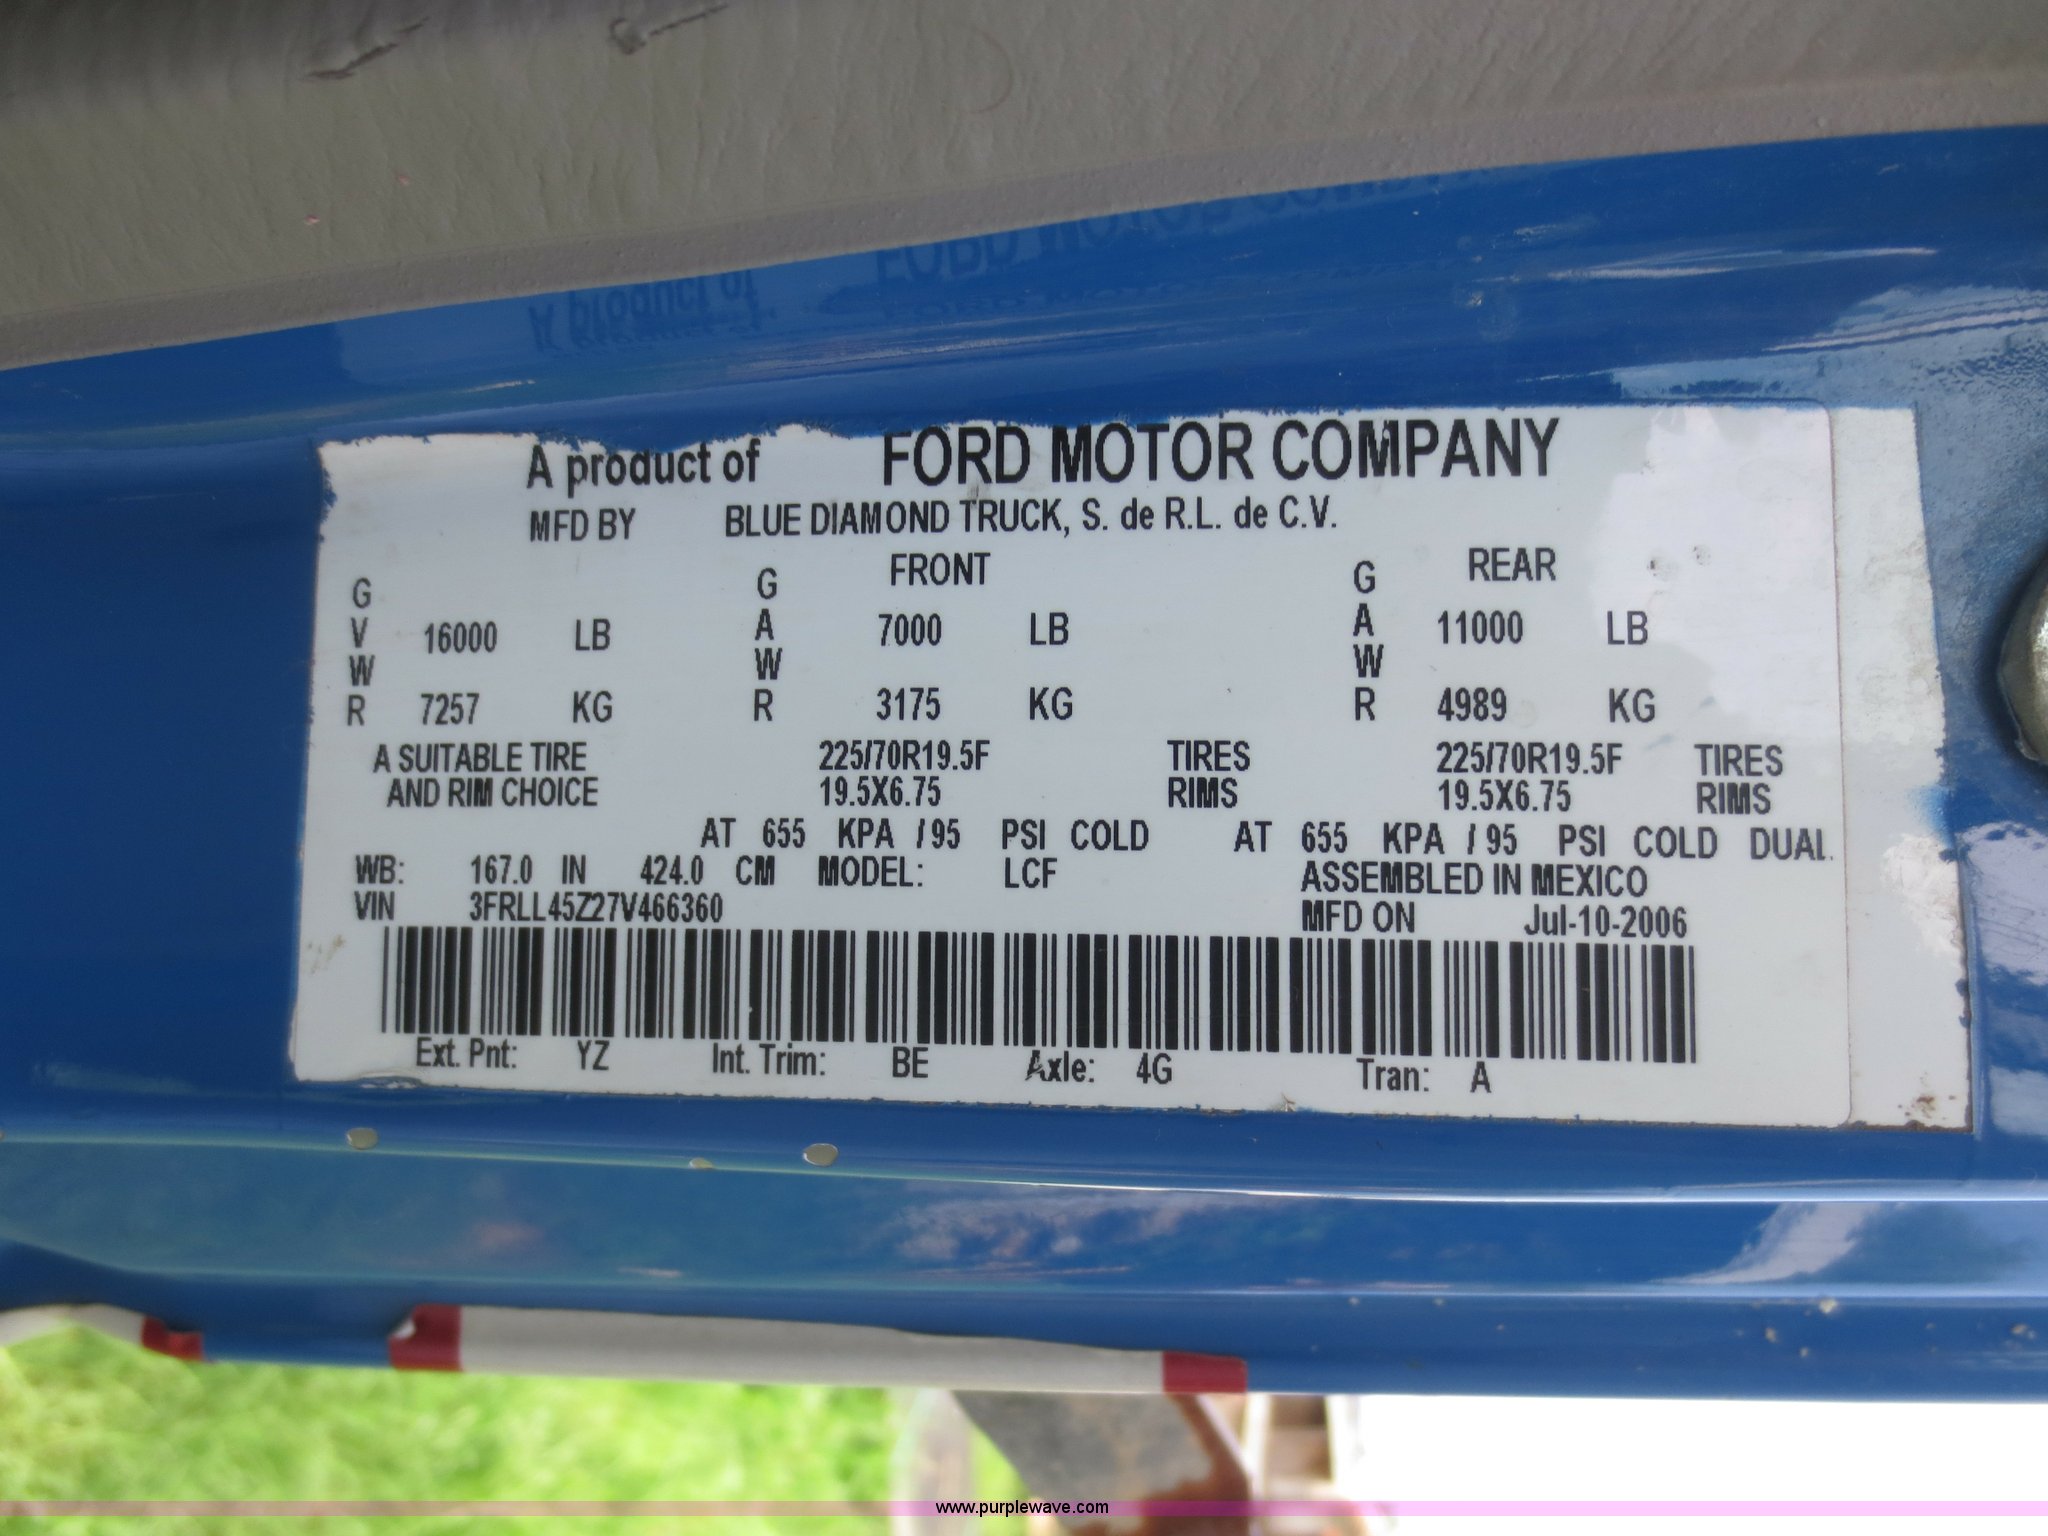 A product of FORD MOTOR COMPANY
MFD BY BLUE DIAMOND TRUCK, S. de R.L. de C.V.
FRONT REAR
GVWR 16000 LB GAWR 7000 LB GAWR 11000 LB
7257 KG 3175 KG 4989 KG
A SUITABLE TIRE 225/70R19.5F TIRES 225/70R19.5F TIRES
AND RIM CHOICE 19.5X6.75 RIMS 19.5X6.75 RIMS
AT 655 KPA / 95 PSI COLD AT 655 KPA / 95 PSI COLD DUAL
WB: 167.0 IN 424.0 CM MODEL: LCF ASSEMBLED IN MEXICO
VIN 3FRLL45Z27V466360 MFD ON Jul-10-2006
Ext. Pnt: YZ Int. Trim: BE Axle: 4G Tran: A
www.purplewave.com